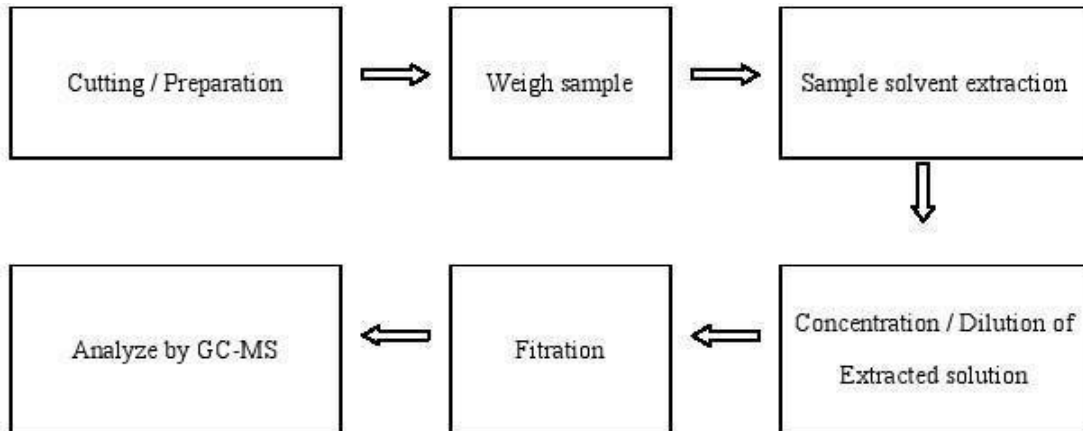 Cutting / Preparation
Weigh sample
Sample solvent extraction
Concentration / Dilution of
Extracted solution
Fitration
Analyze by GC-MS